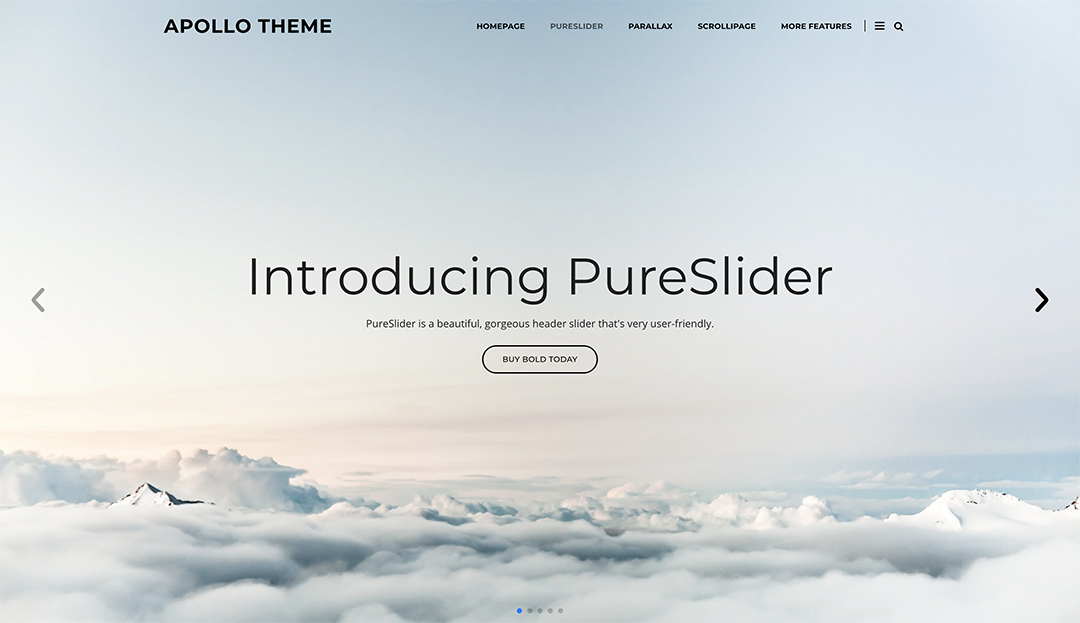 APOLLO THEME
HOMEPAGE PURESLIDER PARALLAX SCROLLIPAGE MORE FEATURES
Introducing PureSlider
PureSlider is a beautiful, gorgeous header slider that's very user-friendly.
BUY BOLD TODAY